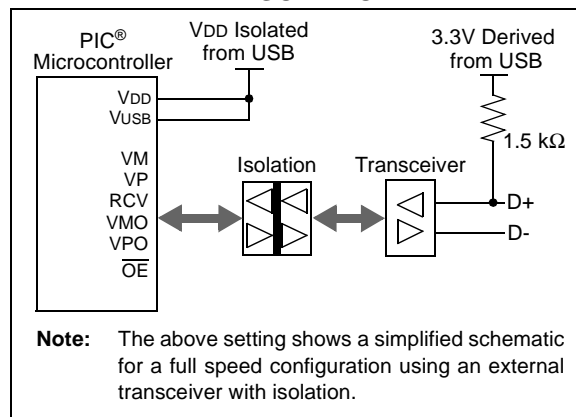 PIC®
Microcontroller
VDD Isolated
from USB
3.3V Derived
from USB
VDD
VUSB
1.5 kΩ
VM
VP
RCV
VMO
VPO
OE
Isolation
Transceiver
D+
D-
Note: The above setting shows a simplified schematic
for a full speed configuration using an external
transceiver with isolation.